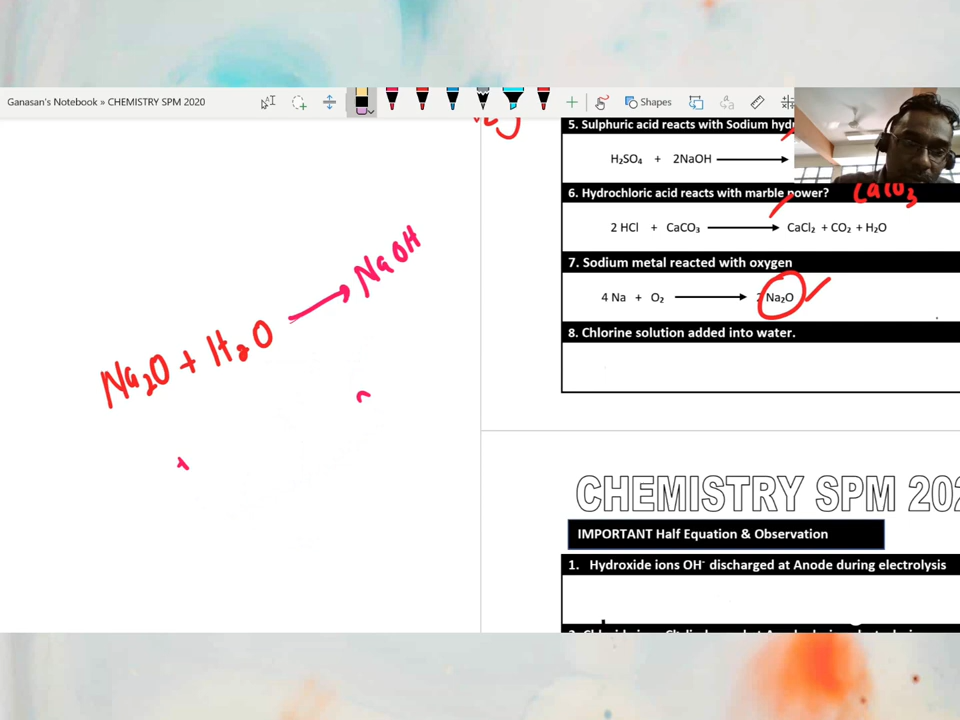 Ganasan's Notebook » CHEMISTRY SPM 2020
Shapes
5. Sulphuric acid reacts with Sodium hydr
H₂SO₄ + 2NaOH
6. Hydrochloric acid reacts with marble power?
CaCO₃
2 HCl + CaCO₃ → CaCl₂ + CO₂ + H₂O
7. Sodium metal reacted with oxygen
4 Na + O₂ → 2 Na₂O
8. Chlorine solution added into water.
Na₂O + H₂O → NaOH
CHEMISTRY SPM 202
IMPORTANT Half Equation & Observation
1. Hydroxide ions OH⁻ discharged at Anode during electrolysis